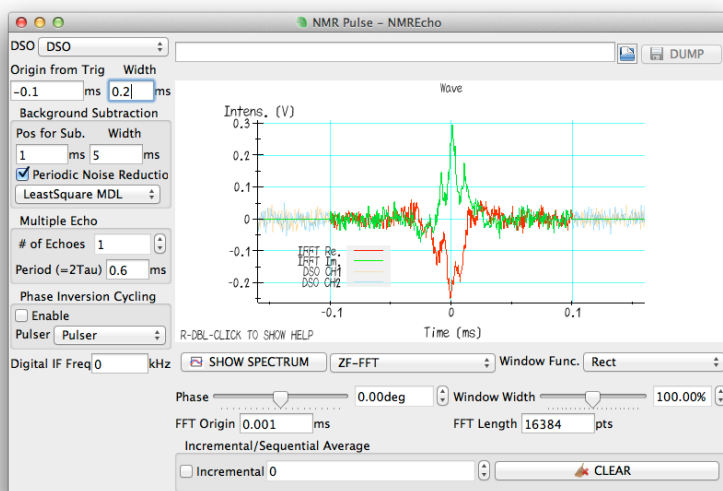 NMR Pulse – NMREcho
DSO DSO
DUMP
Origin from Trig Width
-0.1 ms 0.2 ms
Background Subtraction
Pos for Sub. Width
1 ms 5 ms
Periodic Noise Reductio
LeastSquare MDL
Multiple Echo
# of Echoes 1
Period (=2Tau) 0.6 ms
Phase Inversion Cycling
Enable
Pulser Pulser
Digital IF Freq 0 kHz
Wave
Intens. (V)
0.3
0.2
0.1
0
-0.1
-0.2
IFFT Re.
IFFT Im.
DSO CH1
DSO CH2
-0.1 0 0.1
Time (ms)
R-DBL-CLICK TO SHOW HELP
SHOW SPECTRUM ZF-FFT Window Func. Rect
Phase 0.00deg Window Width 100.00%
FFT Origin 0.001 ms FFT Length 16384 pts
Incremental/Sequential Average
Incremental 0 CLEAR